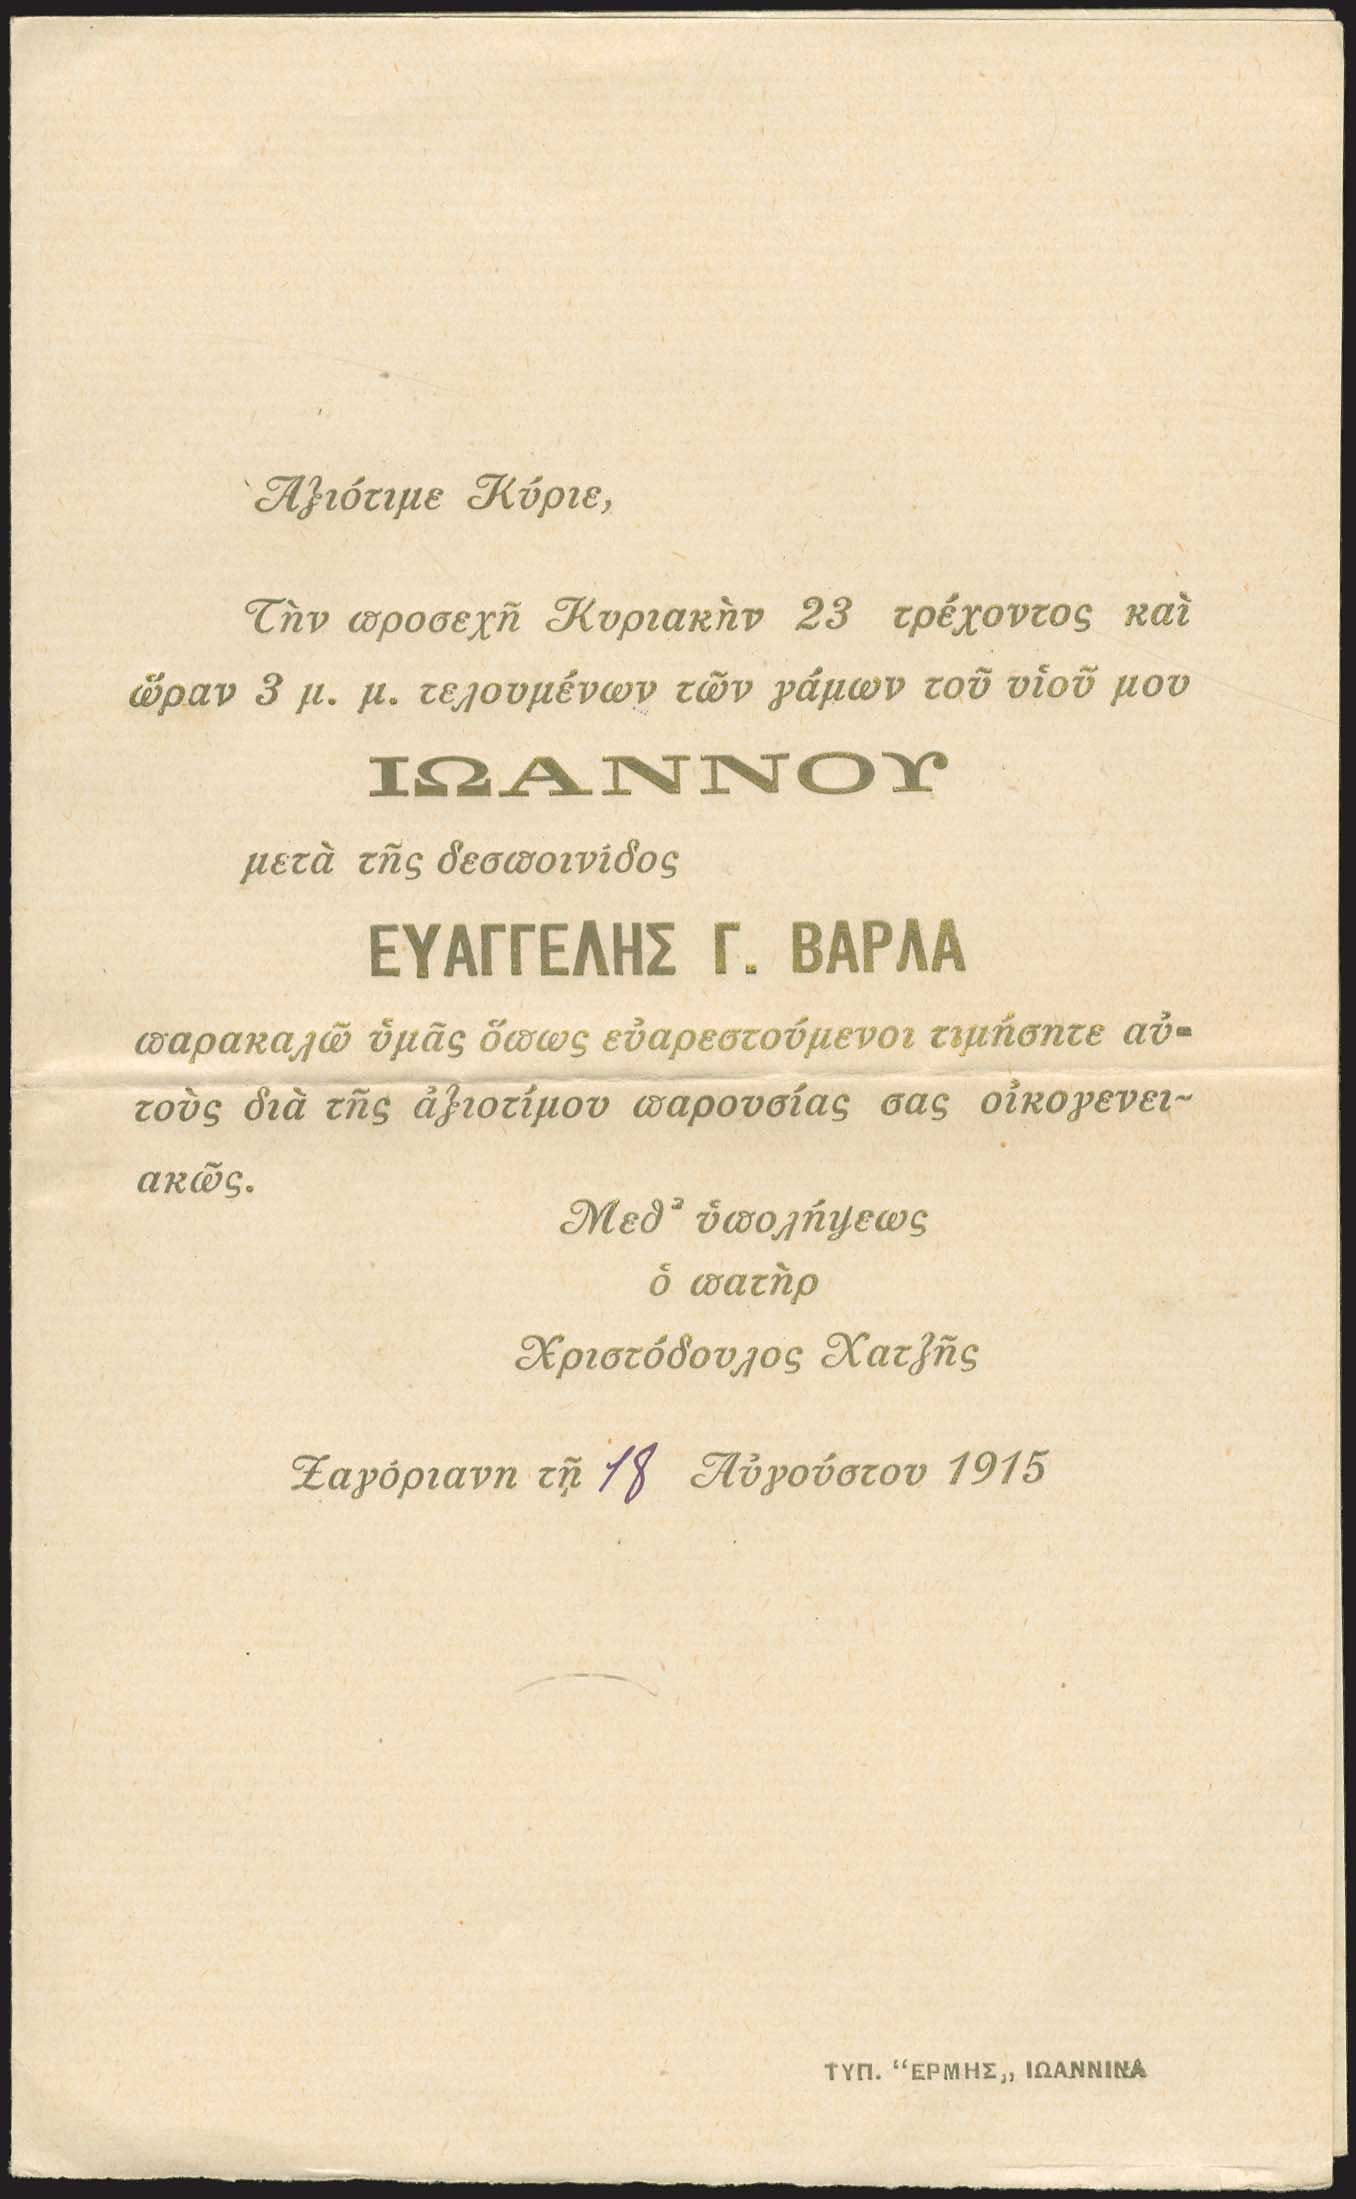 Ἀξιότιμε Κύριε,
Τὴν προσεχῆ Κυριακὴν 23 τρέχοντος καὶ
ὥραν 3 μ. μ. τελουμένων τῶν γάμων τοῦ υἱοῦ μου
ΙΩΑΝΝΟΥ
μετὰ τῆς δεσποινίδος
ΕΥΑΓΓΕΛΗΣ Γ. ΒΑΡΛΑ
παρακαλῶ ὑμᾶς ὅπως εὐαρεστούμενοι τιμήσητε αὐ-
τοὺς διὰ τῆς ἀξιοτίμου παρουσίας σας οἰκογενει-
ακῶς.
Μεθ᾽ ὑπολήψεως
ὁ πατὴρ
Χριστόδουλος Χατζῆς
Ζαγόριανη τῇ 18 Αὐγούστου 1915
ΤΥΠ. "ΕΡΜΗΣ„ ΙΩΑΝΝΙΝΑ